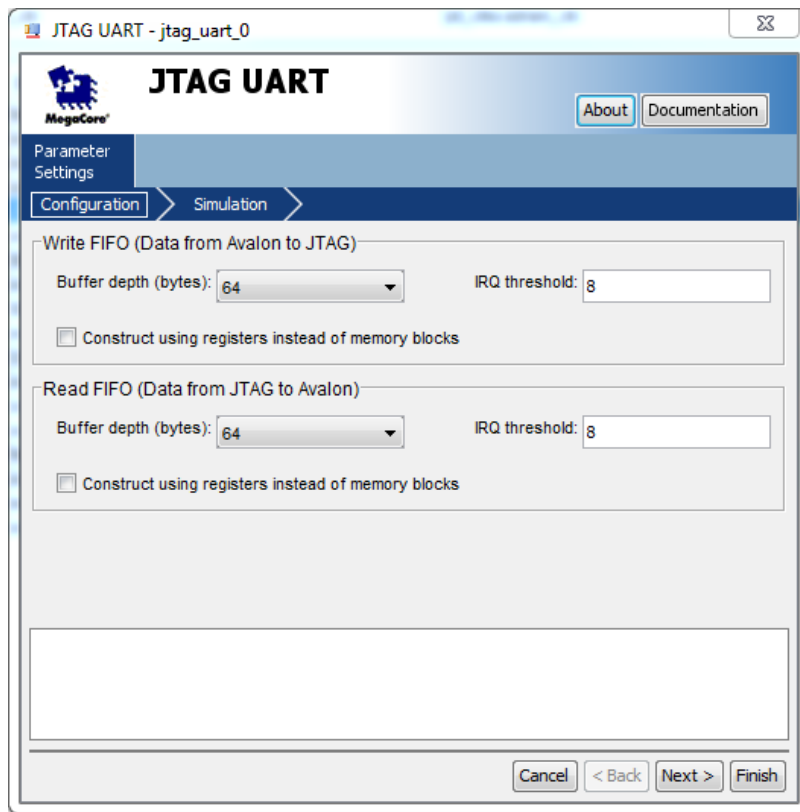 JTAG UART - jtag_uart_0
JTAG UART
MegaCore®
About Documentation
Parameter
Settings
Configuration Simulation
Write FIFO (Data from Avalon to JTAG)
Buffer depth (bytes): 64 IRQ threshold: 8
Construct using registers instead of memory blocks
Read FIFO (Data from JTAG to Avalon)
Buffer depth (bytes): 64 IRQ threshold: 8
Construct using registers instead of memory blocks
Cancel < Back Next > Finish